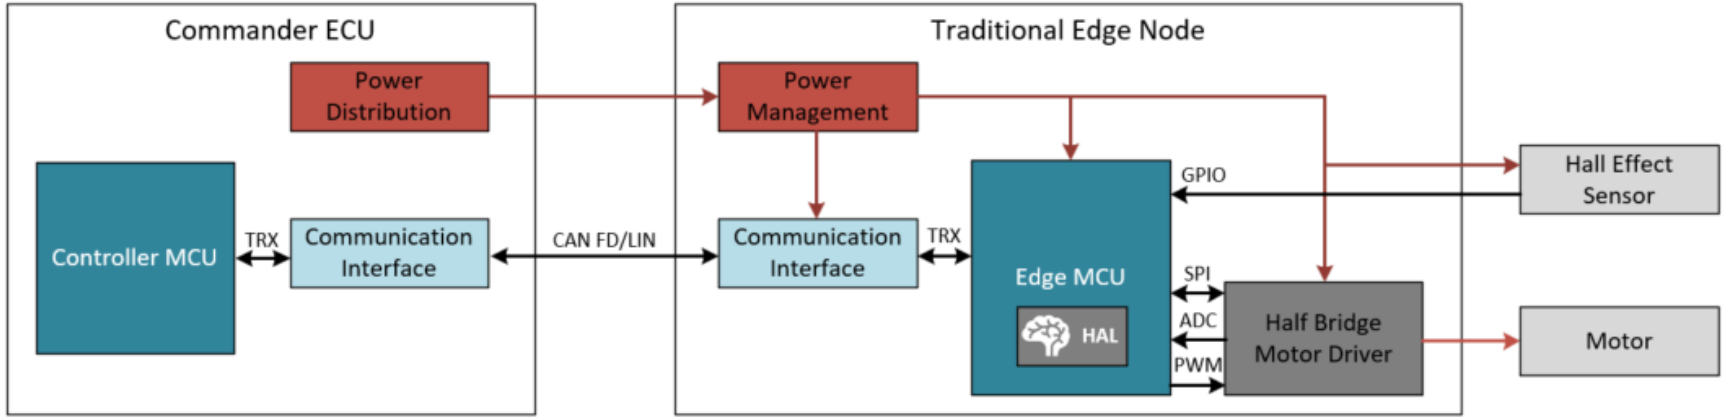 Commander ECU
Traditional Edge Node
Power
Distribution
Power
Management
Controller MCU
TRX
Communication
Interface
CAN FD/LIN
Communication
Interface
TRX
Edge MCU
HAL
GPIO
SPI
ADC
PWM
Half Bridge
Motor Driver
Hall Effect
Sensor
Motor